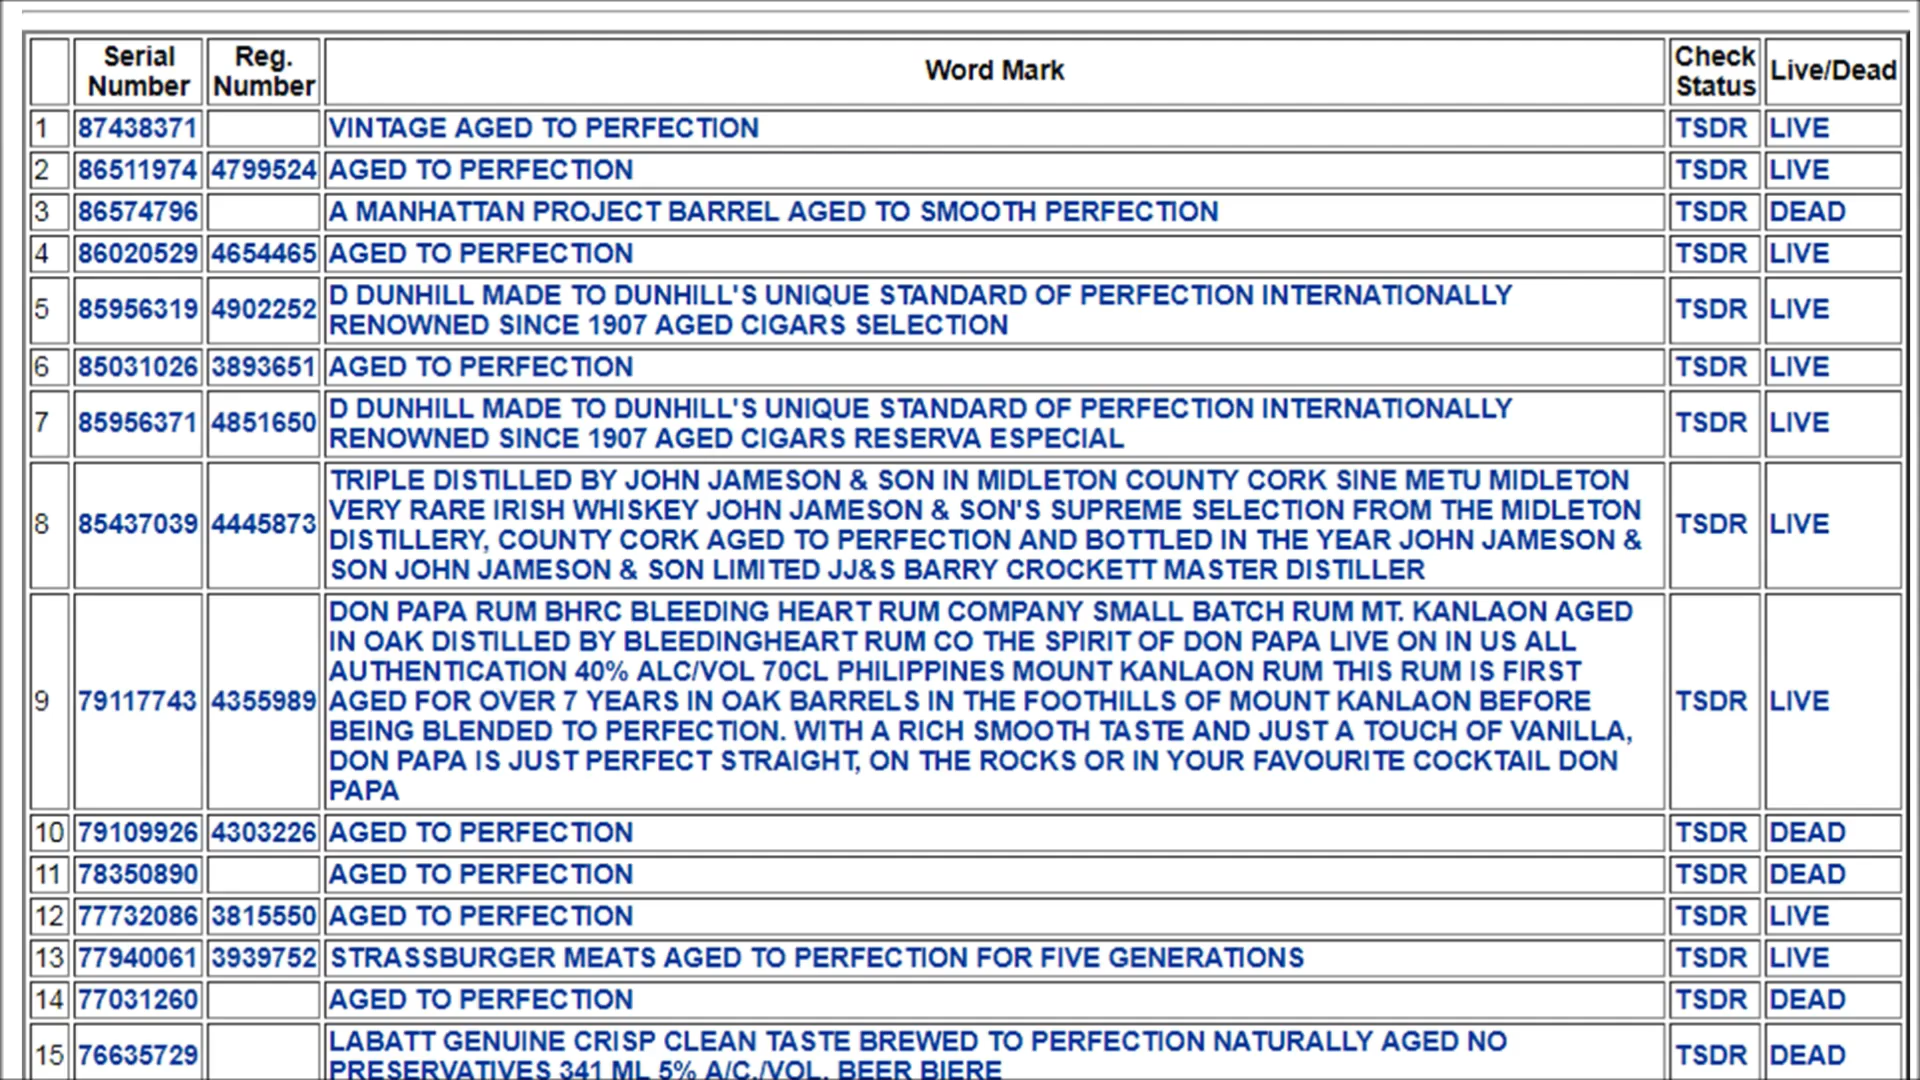 Serial Number Reg. Number Word Mark Check Status Live/Dead
1 87438371 VINTAGE AGED TO PERFECTION TSDR LIVE
2 86511974 4799524 AGED TO PERFECTION TSDR LIVE
3 86574796 A MANHATTAN PROJECT BARREL AGED TO SMOOTH PERFECTION TSDR DEAD
4 86020529 4654465 AGED TO PERFECTION TSDR LIVE
5 85956319 4902252 D DUNHILL MADE TO DUNHILL'S UNIQUE STANDARD OF PERFECTION INTERNATIONALLY
RENOWNED SINCE 1907 AGED CIGARS SELECTION TSDR LIVE
6 85031026 3893651 AGED TO PERFECTION TSDR LIVE
7 85956371 4851650 D DUNHILL MADE TO DUNHILL'S UNIQUE STANDARD OF PERFECTION INTERNATIONALLY
RENOWNED SINCE 1907 AGED CIGARS RESERVA ESPECIAL TSDR LIVE
8 85437039 4445873 TRIPLE DISTILLED BY JOHN JAMESON & SON IN MIDLETON COUNTY CORK SINE METU MIDLETON
VERY RARE IRISH WHISKEY JOHN JAMESON & SON'S SUPREME SELECTION FROM THE MIDLETON
DISTILLERY, COUNTY CORK AGED TO PERFECTION AND BOTTLED IN THE YEAR JOHN JAMESON &
SON JOHN JAMESON & SON LIMITED JJ&S BARRY CROCKETT MASTER DISTILLER TSDR LIVE
9 79117743 4355989 DON PAPA RUM BHRC BLEEDING HEART RUM COMPANY SMALL BATCH RUM MT. KANLAON AGED
IN OAK DISTILLED BY BLEEDINGHEART RUM CO THE SPIRIT OF DON PAPA LIVE ON IN US ALL
AUTHENTICATION 40% ALC/VOL 70CL PHILIPPINES MOUNT KANLAON RUM THIS RUM IS FIRST
AGED FOR OVER 7 YEARS IN OAK BARRELS IN THE FOOTHILLS OF MOUNT KANLAON BEFORE
BEING BLENDED TO PERFECTION. WITH A RICH SMOOTH TASTE AND JUST A TOUCH OF VANILLA,
DON PAPA IS JUST PERFECT STRAIGHT, ON THE ROCKS OR IN YOUR FAVOURITE COCKTAIL DON
PAPA TSDR LIVE
10 79109926 4303226 AGED TO PERFECTION TSDR DEAD
11 78350890 AGED TO PERFECTION TSDR DEAD
12 77732086 3815550 AGED TO PERFECTION TSDR LIVE
13 77940061 3939752 STRASSBURGER MEATS AGED TO PERFECTION FOR FIVE GENERATIONS TSDR LIVE
14 77031260 AGED TO PERFECTION TSDR DEAD
15 76635729 LABATT GENUINE CRISP CLEAN TASTE BREWED TO PERFECTION NATURALLY AGED NO
PRESERVATIVES 341 ML 5% A/C./VOL. BEER BIERE TSDR DEAD